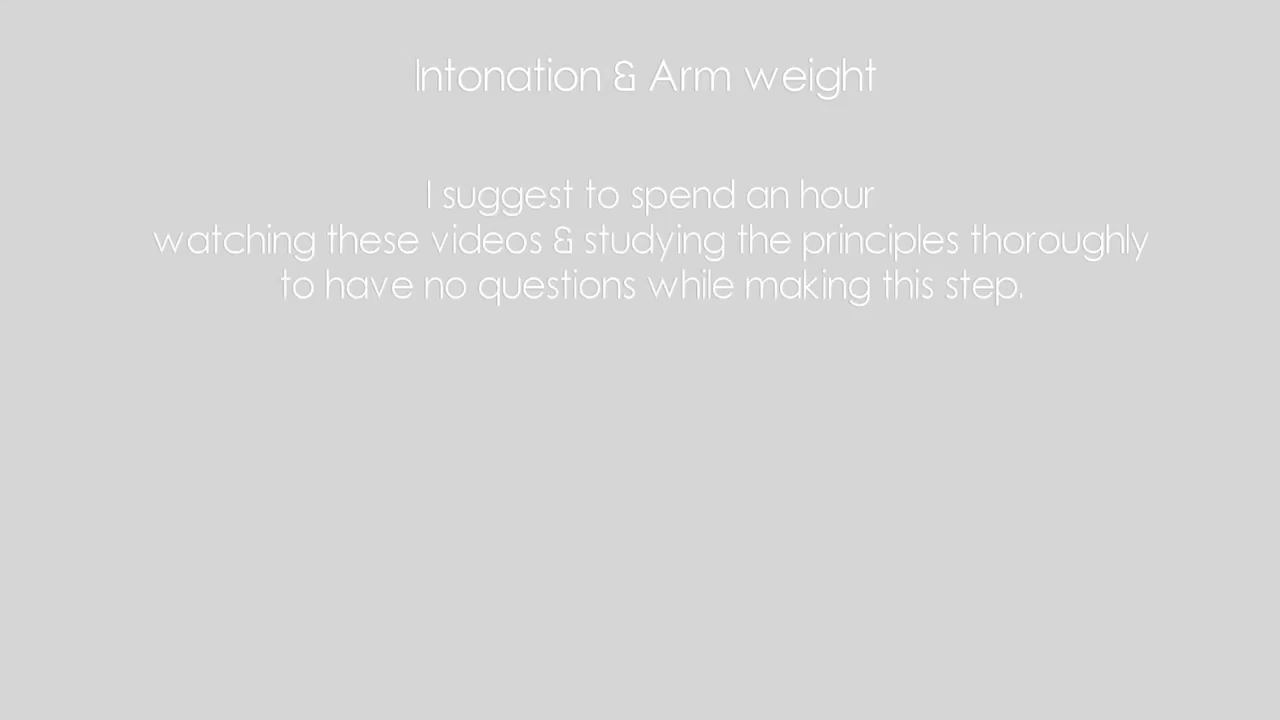 Intonation & Arm weight
I suggest to spend an hour
watching these videos & studying the principles thoroughly
to have no questions while making this step.